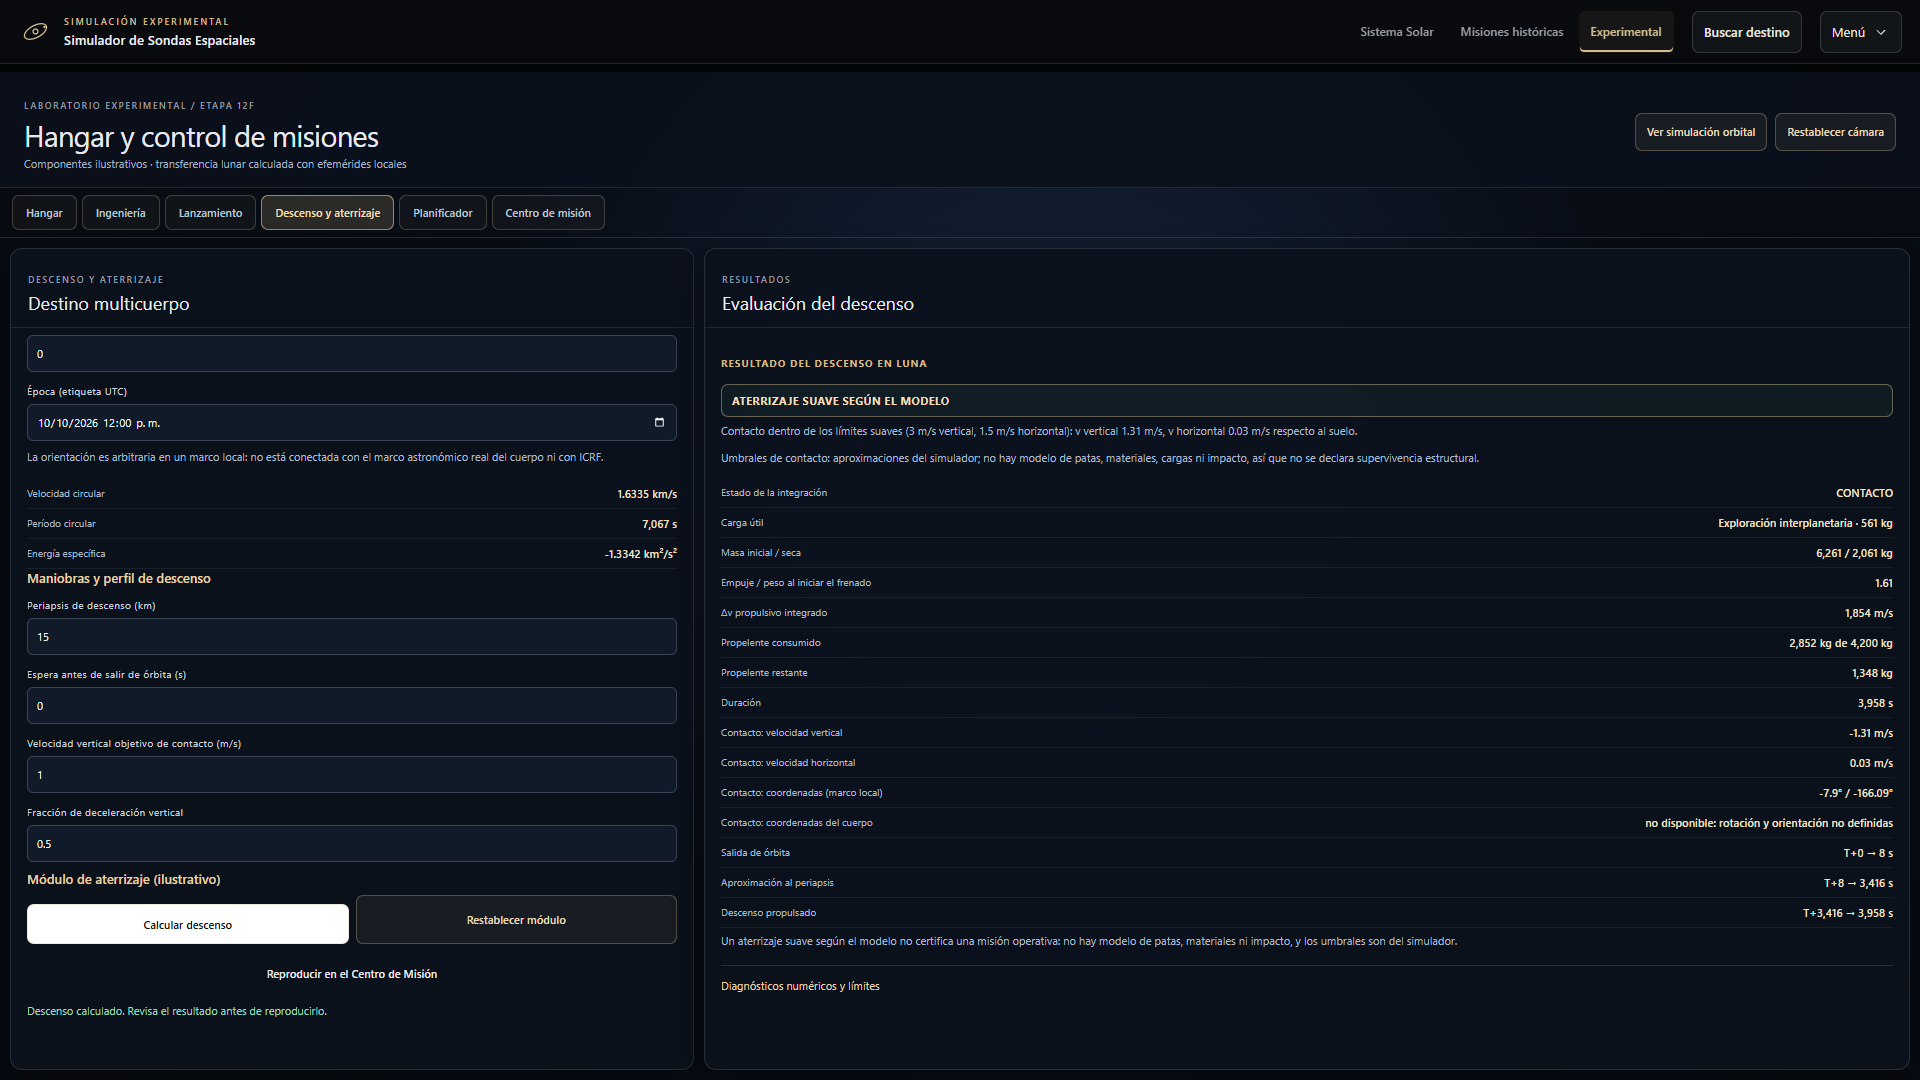 SIMULACIÓN EXPERIMENTAL
Simulador de Sondas Espaciales
Sistema Solar
Misiones históricas
Experimental
Buscar destino
Menú
LABORATORIO EXPERIMENTAL / ETAPA 12F
Hangar y control de misiones
Componentes ilustrativos · transferencia lunar calculada con efemérides locales
Ver simulación orbital
Restablecer cámara
Hangar
Ingeniería
Lanzamiento
Descenso y aterrizaje
Planificador
Centro de misión
DESCENSO Y ATERRIZAJE
Destino multicuerpo
0
Época (etiqueta UTC)
10/10/2026 12:00 p. m.
La orientación es arbitraria en un marco local: no está conectada con el marco astronómico real del cuerpo ni con ICRF.
Velocidad circular 1.6335 km/s
Período circular 7,067 s
Energía específica -1.3342 km²/s²
Maniobras y perfil de descenso
Periapsis de descenso (km)
15
Espera antes de salir de órbita (s)
0
Velocidad vertical objetivo de contacto (m/s)
1
Fracción de deceleración vertical
0.5
Módulo de aterrizaje (ilustrativo)
Calcular descenso
Restablecer módulo
Reproducir en el Centro de Misión
Descenso calculado. Revisa el resultado antes de reproducirlo.
RESULTADOS
Evaluación del descenso
RESULTADO DEL DESCENSO EN LUNA
ATERRIZAJE SUAVE SEGÚN EL MODELO
Contacto dentro de los límites suaves (3 m/s vertical, 1.5 m/s horizontal): v vertical 1.31 m/s, v horizontal 0.03 m/s respecto al suelo.
Umbrales de contacto: aproximaciones del simulador; no hay modelo de patas, materiales, cargas ni impacto, así que no se declara supervivencia estructural.
Estado de la integración CONTACTO
Carga útil Exploración interplanetaria · 561 kg
Masa inicial / seca 6,261 / 2,061 kg
Empuje / peso al iniciar el frenado 1.61
Δv propulsivo integrado 1,854 m/s
Propelente consumido 2,852 kg de 4,200 kg
Propelente restante 1,348 kg
Duración 3,958 s
Contacto: velocidad vertical -1.31 m/s
Contacto: velocidad horizontal 0.03 m/s
Contacto: coordenadas (marco local) -7.9° / -166.09°
Contacto: coordenadas del cuerpo no disponible: rotación y orientación no definidas
Salida de órbita T+0 → 8 s
Aproximación al periapsis T+8 → 3,416 s
Descenso propulsado T+3,416 → 3,958 s
Un aterrizaje suave según el modelo no certifica una misión operativa: no hay modelo de patas, materiales ni impacto, y los umbrales son del simulador.
Diagnósticos numéricos y límites